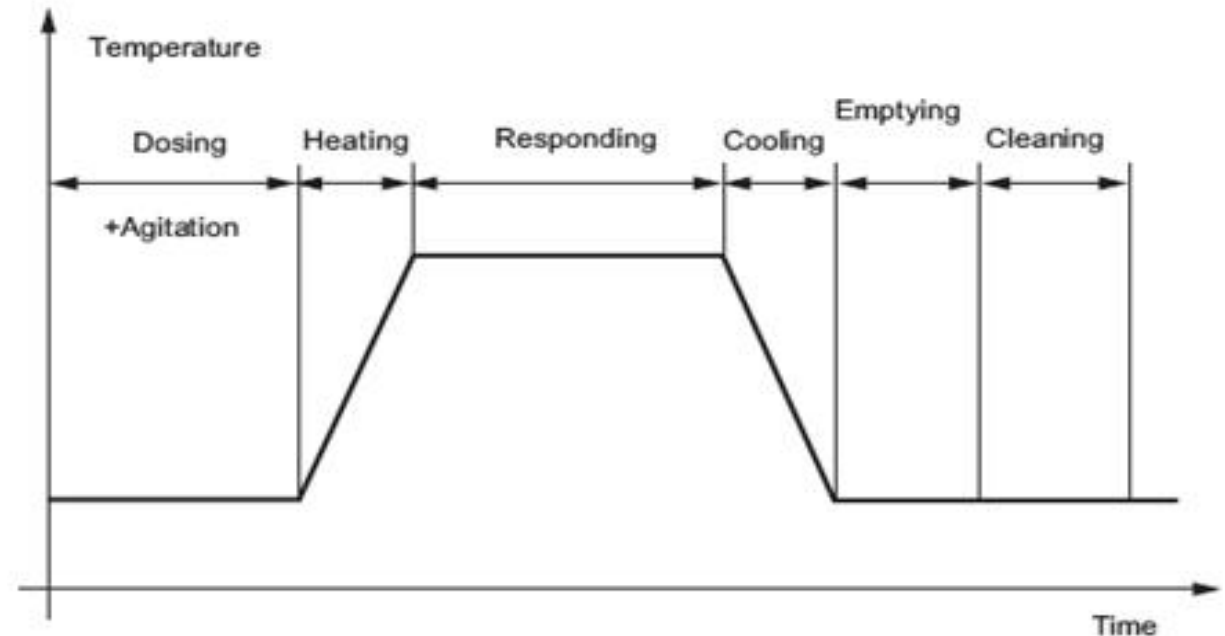 Temperature
Emptying
Dosing
Heating
Responding
Cooling
Cleaning
+Agitation
Time